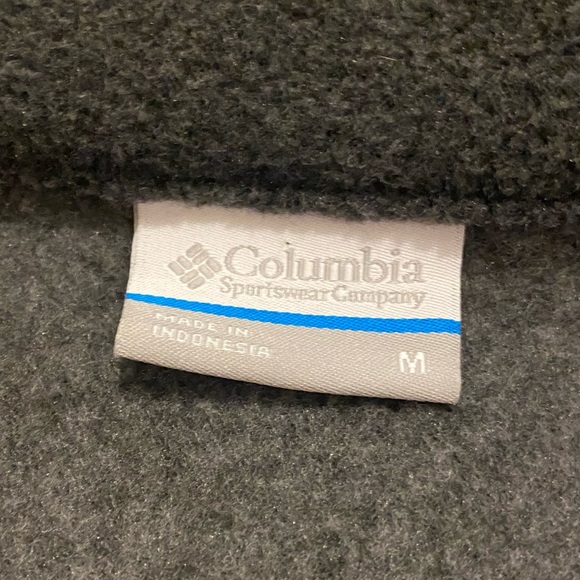 Columbia
Sportswear Company
MADE IN
INDONESIA
M